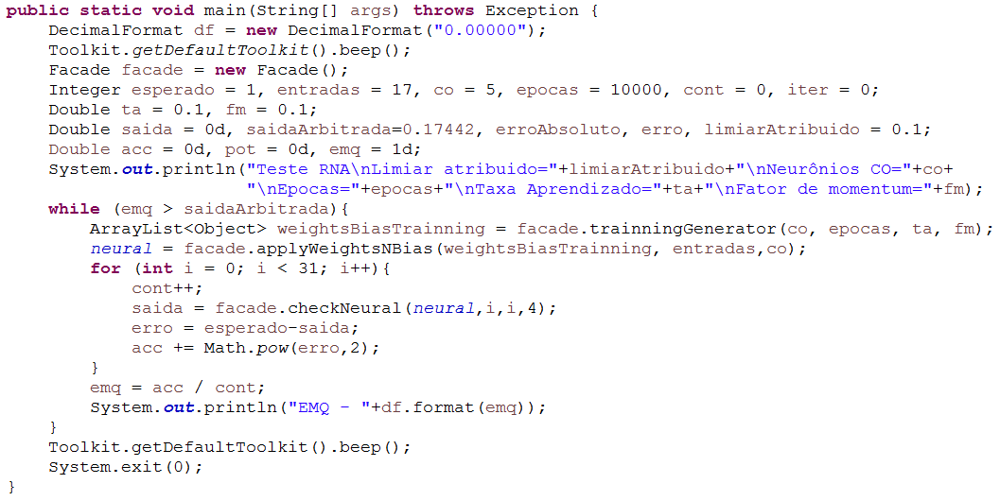 public static void main(String[] args) throws Exception {
    DecimalFormat df = new DecimalFormat("0.00000");
    Toolkit.getDefaultToolkit().beep();
    Facade facade = new Facade();
    Integer esperado = 1, entradas = 17, co = 5, epocas = 10000, cont = 0, iter = 0;
    Double ta = 0.1, fm = 0.1;
    Double saida = 0d, saidaArbitrada=0.17442, erroAbsoluto, erro, limiarAtribuido = 0.1;
    Double acc = 0d, pot = 0d, emq = 1d;
    System.out.println("Teste RNA\nLimiar atribuido="+limiarAtribuido+"\nNeurônios CO="+co+
                       "\nEpocas="+epocas+"\nTaxa Aprendizado="+ta+"\nFator de momentum="+fm);
    while (emq > saidaArbitrada){
        ArrayList<Object> weightsBiasTrainning = facade.trainningGenerator(co, epocas, ta, fm);
        neural = facade.applyWeightsNBias(weightsBiasTrainning, entradas,co);
        for (int i = 0; i < 31; i++){
            cont++;
            saida = facade.checkNeural(neural,i,i,4);
            erro = esperado-saida;
            acc += Math.pow(erro,2);
        }
        emq = acc / cont;
        System.out.println("EMQ - "+df.format(emq));
    }
    Toolkit.getDefaultToolkit().beep();
    System.exit(0);
}